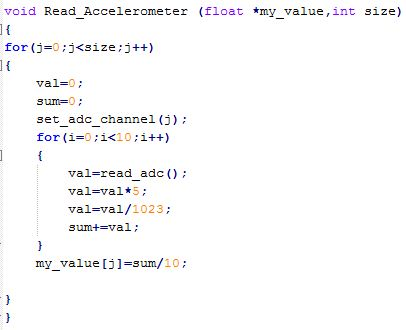 void Read_Accelerometer (float *my_value,int size)
{
for(j=0;j<size;j++)
{
val=0;
sum=0;
set_adc_channel(j);
for(i=0;i<10;i++)
{
val=read_adc();
val=val*5;
val=val/1023;
sum+=val;
}
my_value[j]=sum/10;
}
}